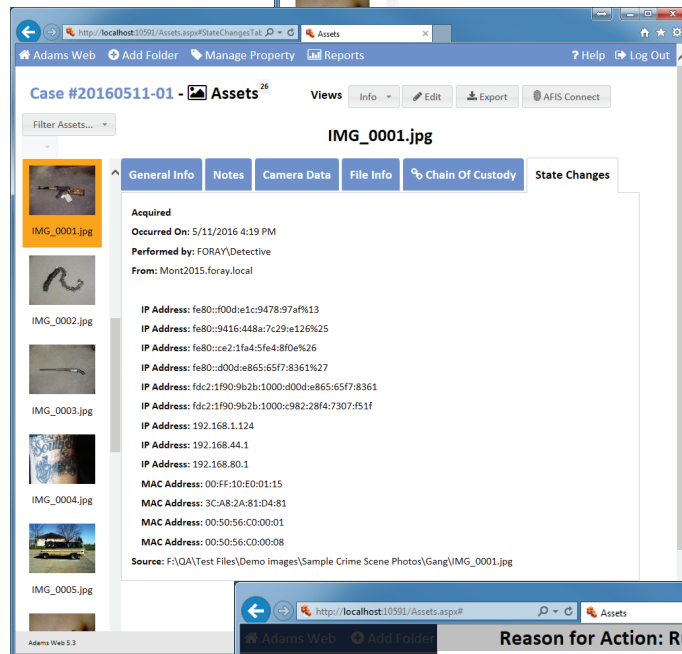 http://localhost:10591/Assets.aspx#StateChangesTab
Assets
Adams Web Add Folder Manage Property Reports ? Help Log Out
Case #20160511-01 - Assets 26 Views Info Edit Export AFIS Connect
Filter Assets...
IMG_0001.jpg
General Info Notes Camera Data File Info Chain Of Custody State Changes
IMG_0001.jpg
IMG_0002.jpg
IMG_0003.jpg
IMG_0004.jpg
IMG_0005.jpg
Acquired
Occurred On: 5/11/2016 4:19 PM
Performed by: FORAY\Detective
From: Mont2015.foray.local
IP Address: fe80::f00d:e1c:9478:97af%13
IP Address: fe80::9416:448a:7c29:e126%25
IP Address: fe80::ce2:1fa4:5fe4:8f0e%26
IP Address: fe80::d00d:e865:65f7:8361%27
IP Address: fdc2:1f90:9b2b:1000:d00d:e865:65f7:8361
IP Address: fdc2:1f90:9b2b:1000:c982:28f4:7307:f51f
IP Address: 192.168.1.124
IP Address: 192.168.44.1
IP Address: 192.168.80.1
MAC Address: 00:FF:10:E0:01:15
MAC Address: 3C:A8:2A:81:D4:81
MAC Address: 00:50:56:C0:00:01
MAC Address: 00:50:56:C0:00:08
Source: F:\QA\Test Files\Demo images\Sample Crime Scene Photos\Gang\IMG_0001.jpg
Adams Web 5.3
http://localhost:10591/Assets.aspx#
Assets
Adams Web Add Folder
Reason for Action: